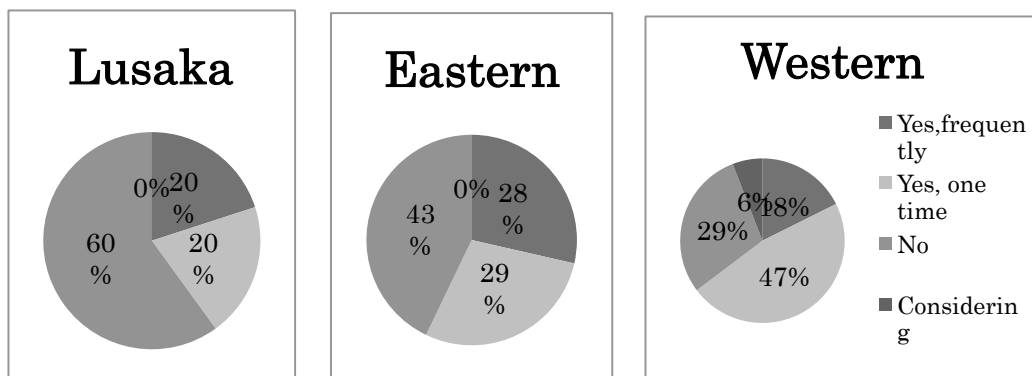 Lusaka
0%
20
%
20
%
60
%
Eastern
0%
28
%
29
%
43
%
Western
6%
18%
47%
29%
Yes,frequen
tly
Yes, one
time
No
Considerin
g